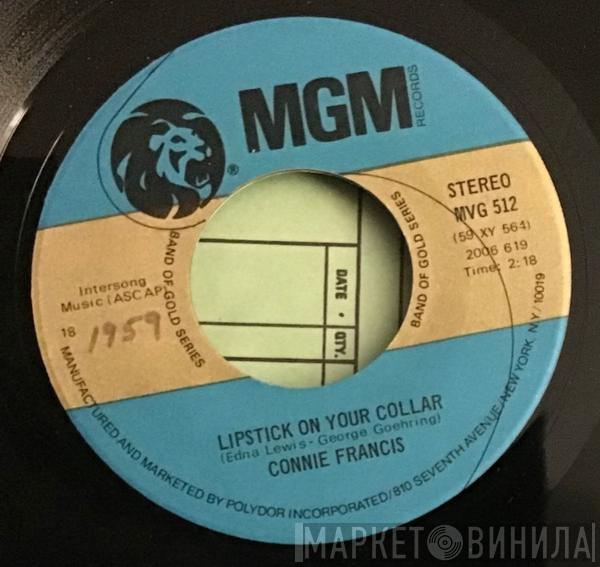 MGM
RECORDS
®
STEREO
MVG 512
(59 XY 564)
2006 619
Time: 2:18
BAND OF GOLD SERIES
BAND OF GOLD SERIES
Intersong
Music (ASCAP)
18
1959
DATE • QTY.
LIPSTICK ON YOUR COLLAR
(Edna Lewis - George Goehring)
CONNIE FRANCIS
MANUFACTURED AND MARKETED BY POLYDOR INCORPORATED/810 SEVENTH AVENUE/NEW YORK, N.Y./10019
МАРКЕТ ВИНИЛА